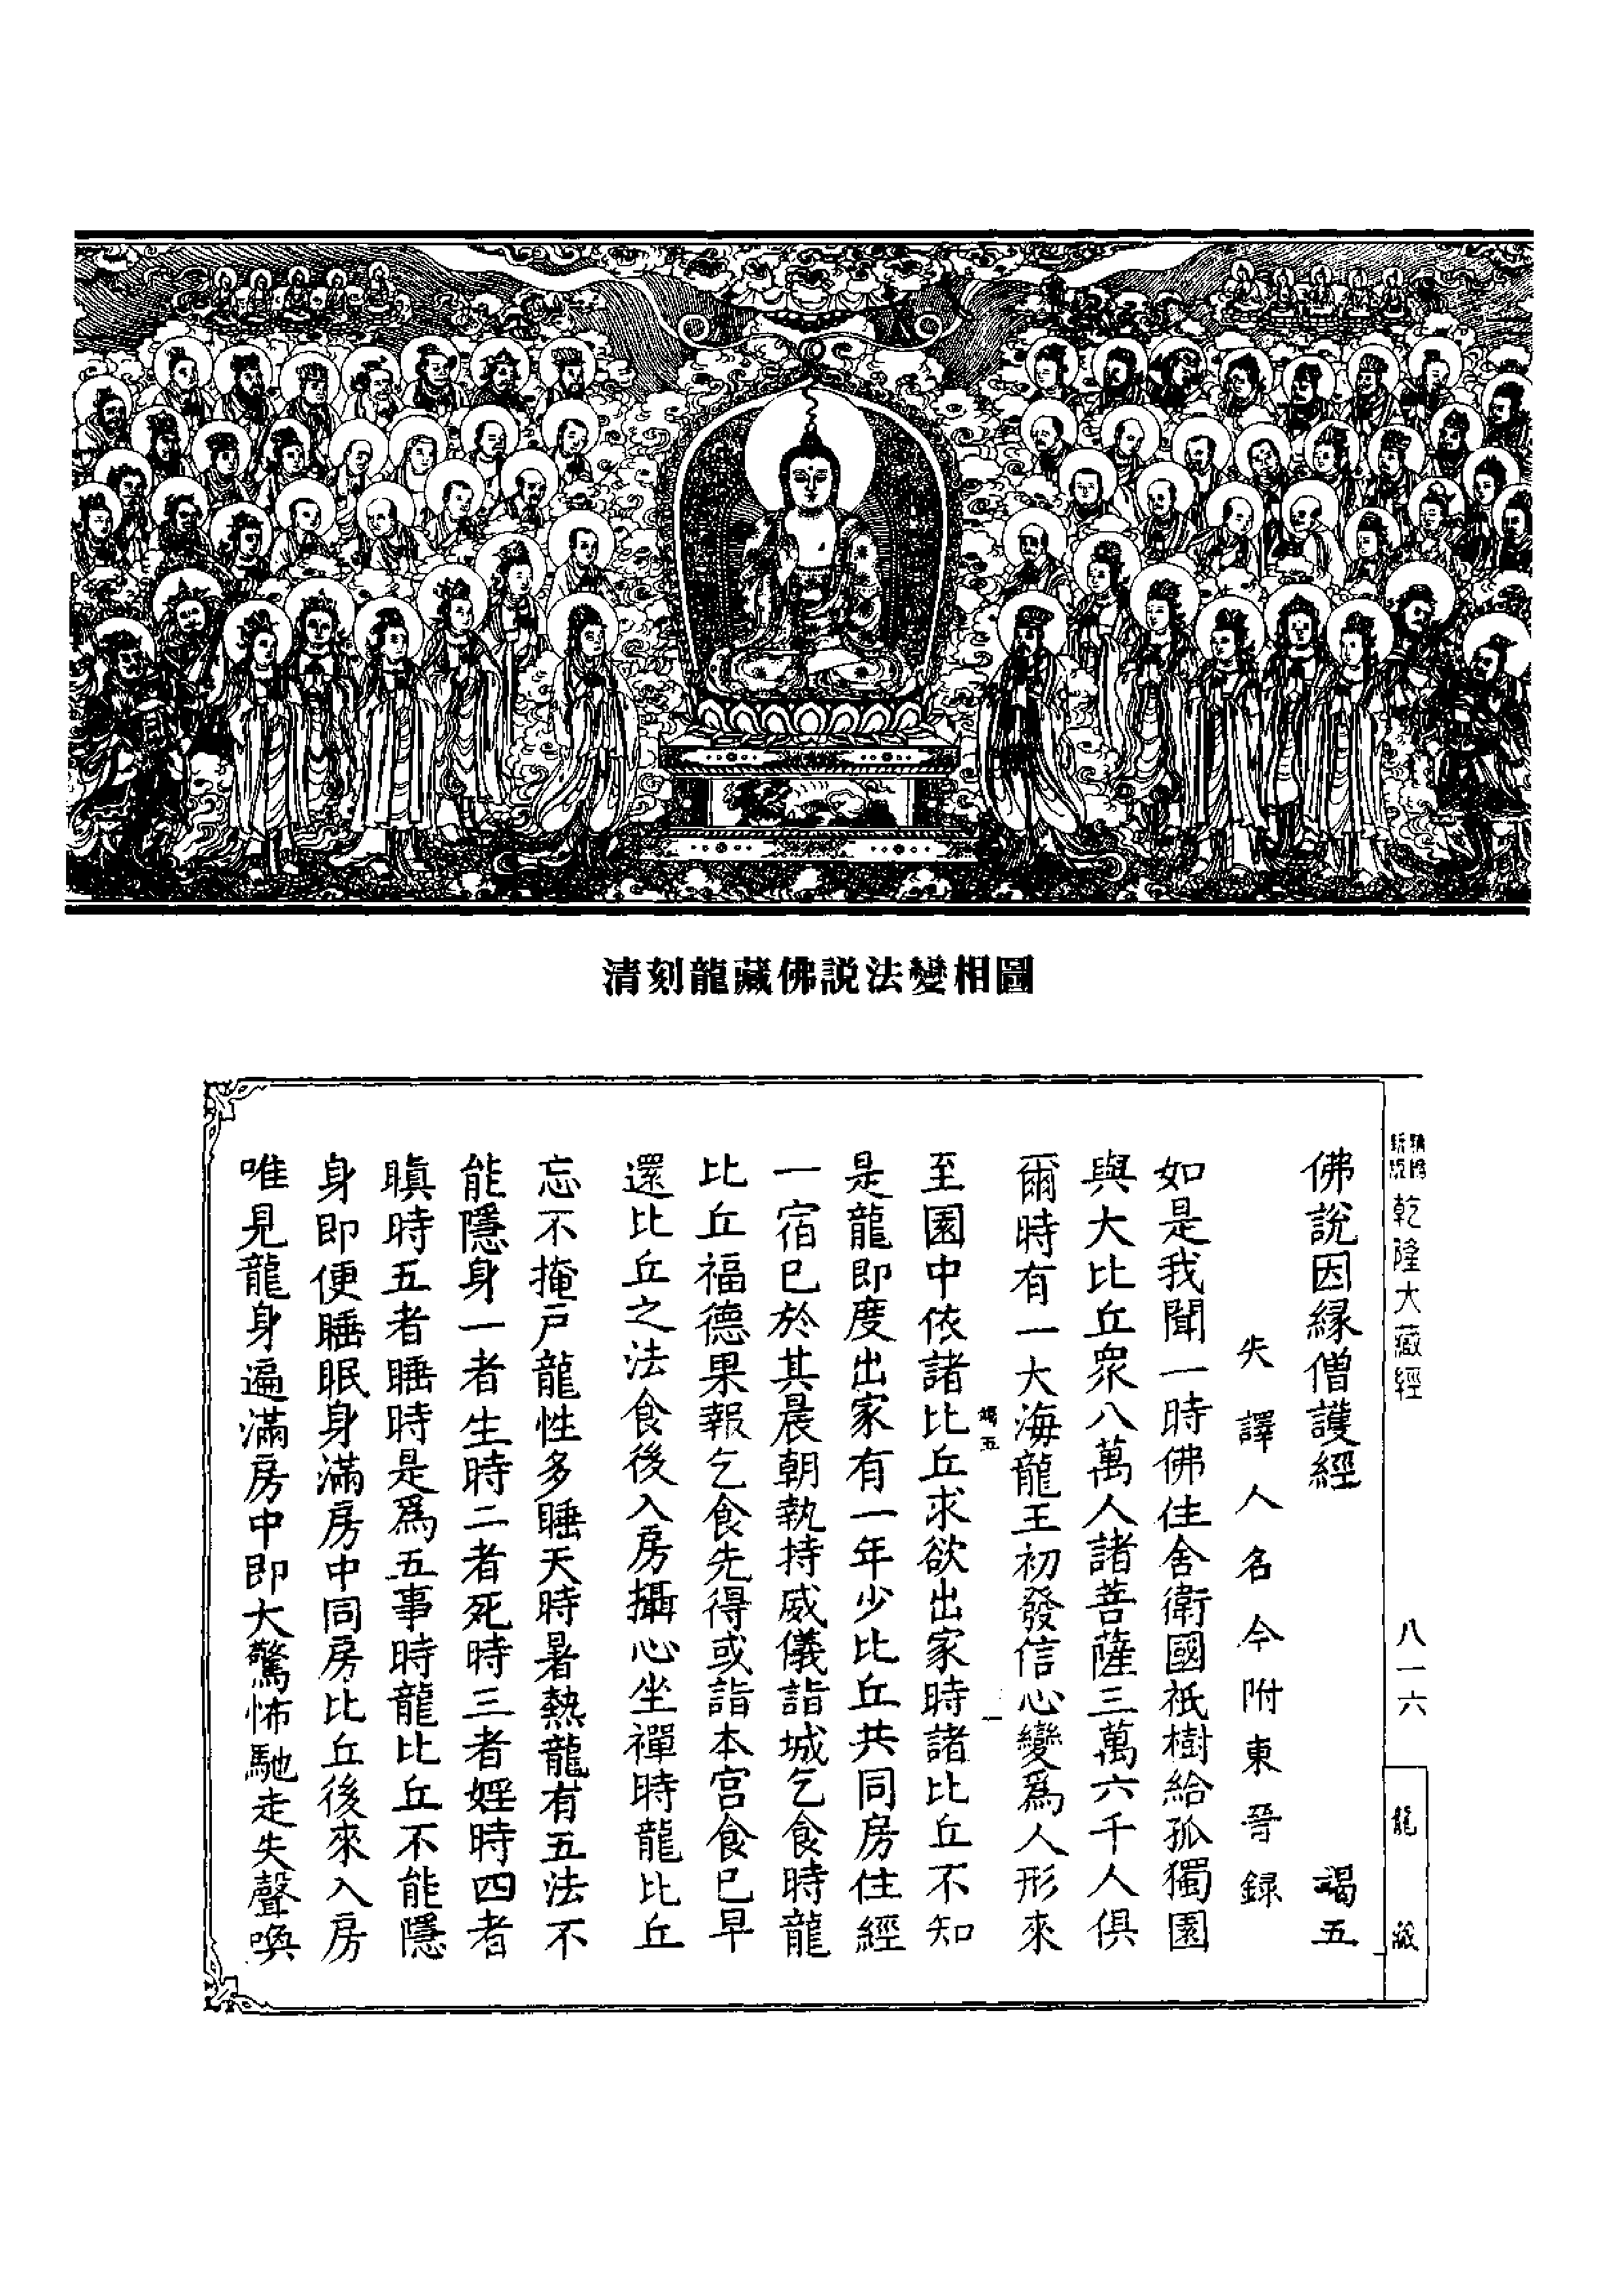 清刻龍藏佛説法變相圖
乾隆大藏經
八一六
龍藏
佛說因縁僧護經 竭五
失譯人名今附東晉録
如是我聞一時佛住舍衛國祇樹給孤獨園
與大比丘衆八萬人諸菩薩三萬六千人俱
爾時有一大海龍王初發信心變爲人形來
竭五 一
至園中依諸比丘求欲出家時諸比丘不知
是龍即度出家有一年少比丘共同房住經
一宿已於其晨朝執持威儀詣城乞食時龍
比丘福德果報乞食先得或詣本宮食已早
還比丘之法食後入房攝心坐禪時龍比丘
忘不掩戸龍性多睡天時暑熱龍有五法不
能隱身一者生時二者死時三者婬時四者
瞋時五者睡時是爲五事時龍比丘不能隱
身即便睡眠身滿房中同房比丘後來入房
唯見龍身遍滿房中即大驚怖馳走失聲喚